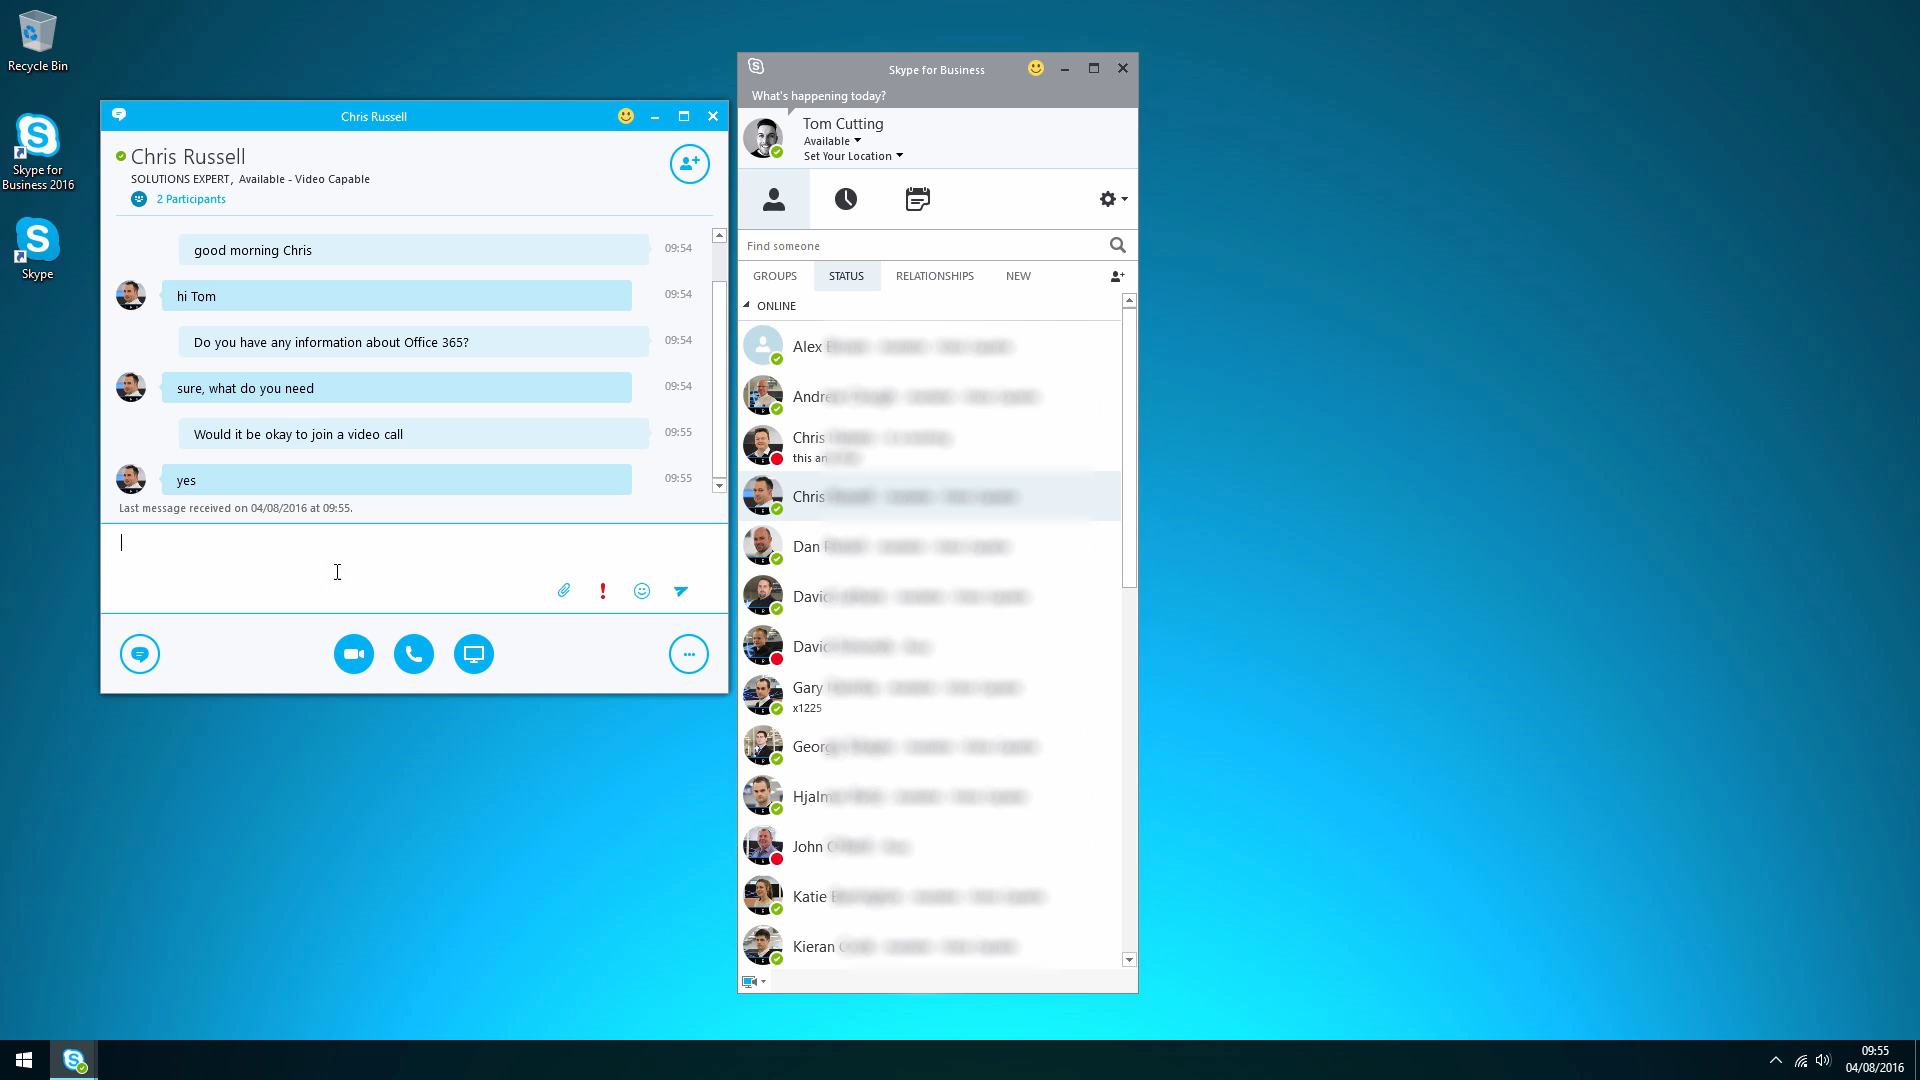 Recycle Bin
Skype for
Business 2016
Skype
Chris Russell
Chris Russell
SOLUTIONS EXPERT, Available - Video Capable
2 Participants
good morning Chris 09:54
hi Tom 09:54
Do you have any information about Office 365? 09:54
sure, what do you need 09:54
Would it be okay to join a video call 09:55
yes 09:55
Last message received on 04/08/2016 at 09:55.
Skype for Business
What's happening today?
Tom Cutting
Available
Set Your Location
Find someone
GROUPS STATUS RELATIONSHIPS NEW
ONLINE
Alex
Chris
this
Chris
Dan
David
David
Gary
x1225
John
Katie
Kieran
09:55
04/08/2016